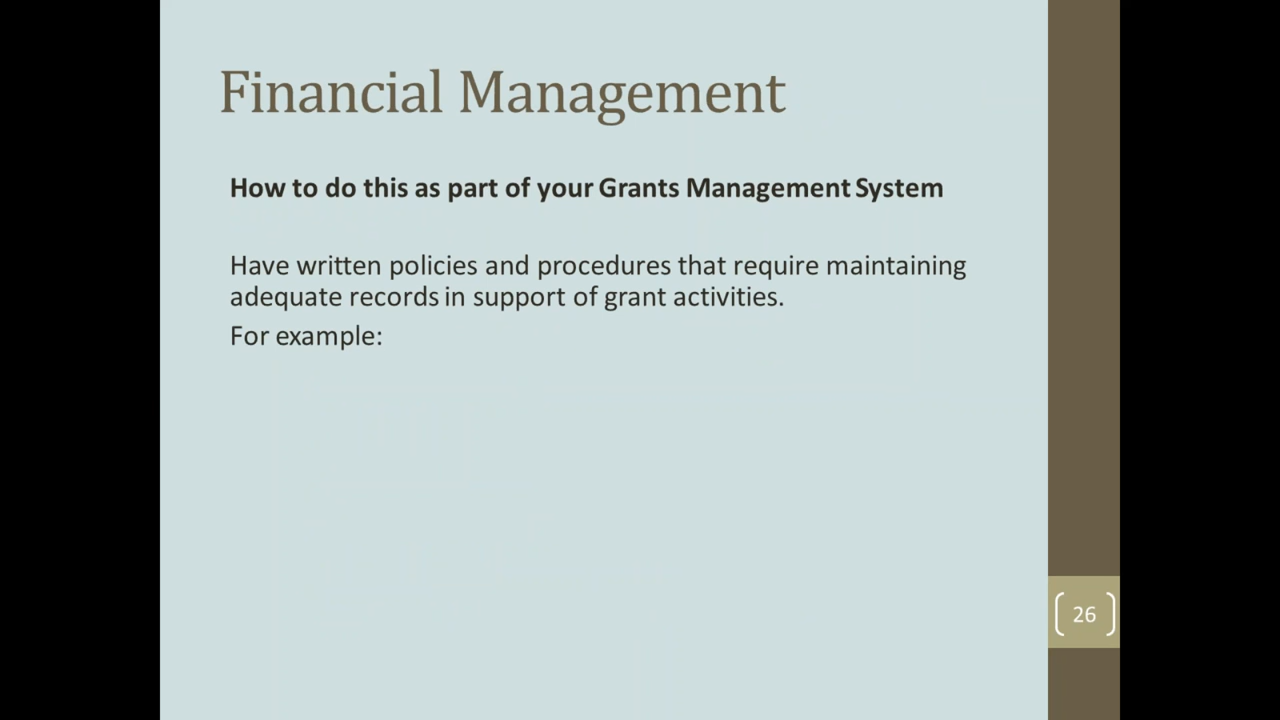 Financial Management
How to do this as part of your Grants Management System
Have written policies and procedures that require maintaining
adequate records in support of grant activities.
For example:
26